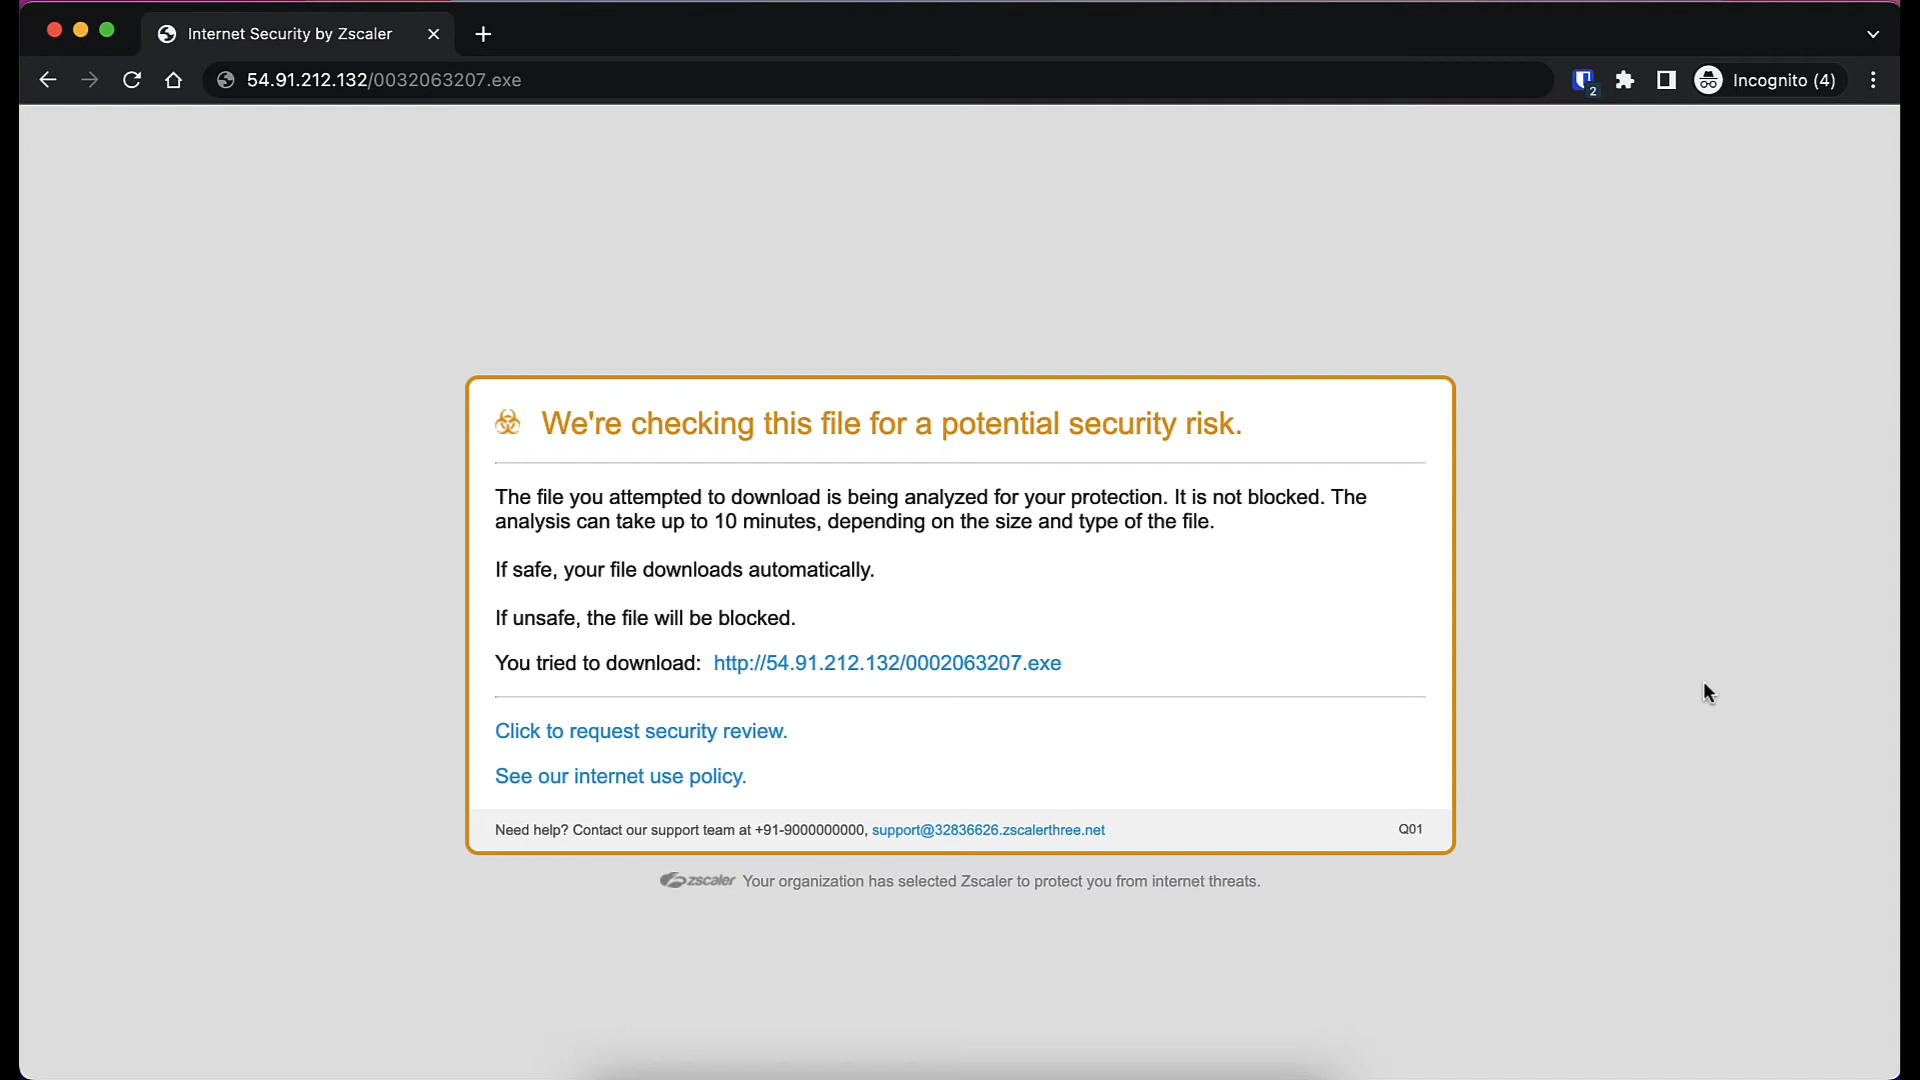 Internet Security by Zscaler
54.91.212.132/0032063207.exe
2
Incognito (4)
We're checking this file for a potential security risk.
The file you attempted to download is being analyzed for your protection. It is not blocked. The
analysis can take up to 10 minutes, depending on the size and type of the file.
If safe, your file downloads automatically.
If unsafe, the file will be blocked.
You tried to download: http://54.91.212.132/0002063207.exe
Click to request security review.
See our internet use policy.
Need help? Contact our support team at +91-9000000000, support@32836626.zscalerthree.net Q01
zscaler Your organization has selected Zscaler to protect you from internet threats.